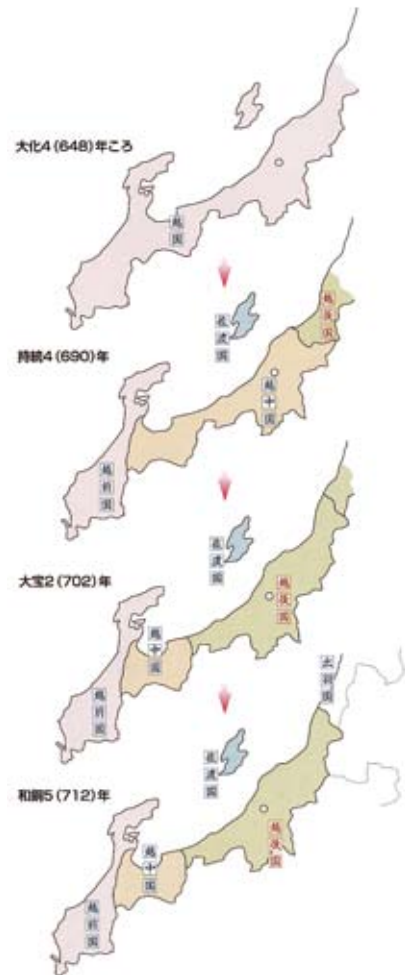 大化4(648)年ころ
越国
佐渡国
越後国
持統4(690)年
越中国
越前国
佐渡国
大宝2(702)年
越後国
越中国
越前国
出羽国
佐渡国
和銅5(712)年
越後国
越中国
越前国